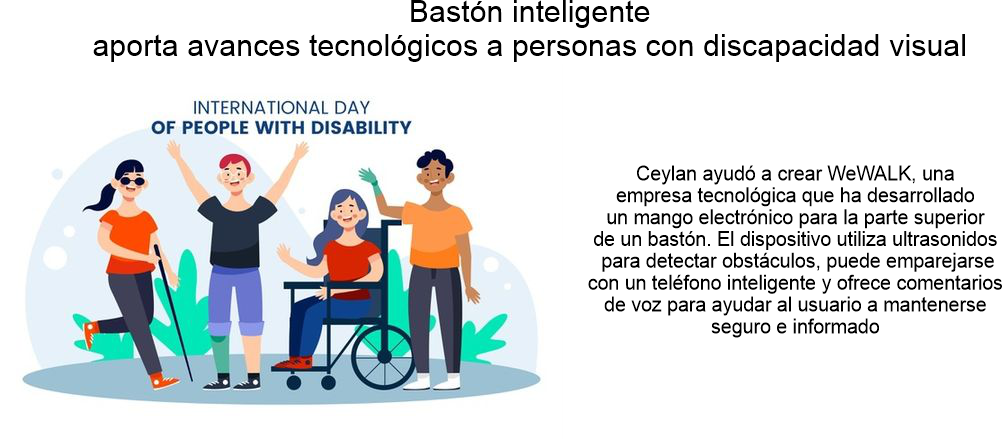 Bastón inteligente
aporta avances tecnológicos a personas con discapacidad visual
INTERNATIONAL DAY
OF PEOPLE WITH DISABILITY
Ceylan ayudó a crear WeWALK, una
empresa tecnológica que ha desarrollado
un mango electrónico para la parte superior
de un bastón. El dispositivo utiliza ultrasonidos
para detectar obstáculos, puede emparejarse
con un teléfono inteligente y ofrece comentarios
de voz para ayudar al usuario a mantenerse
seguro e informado